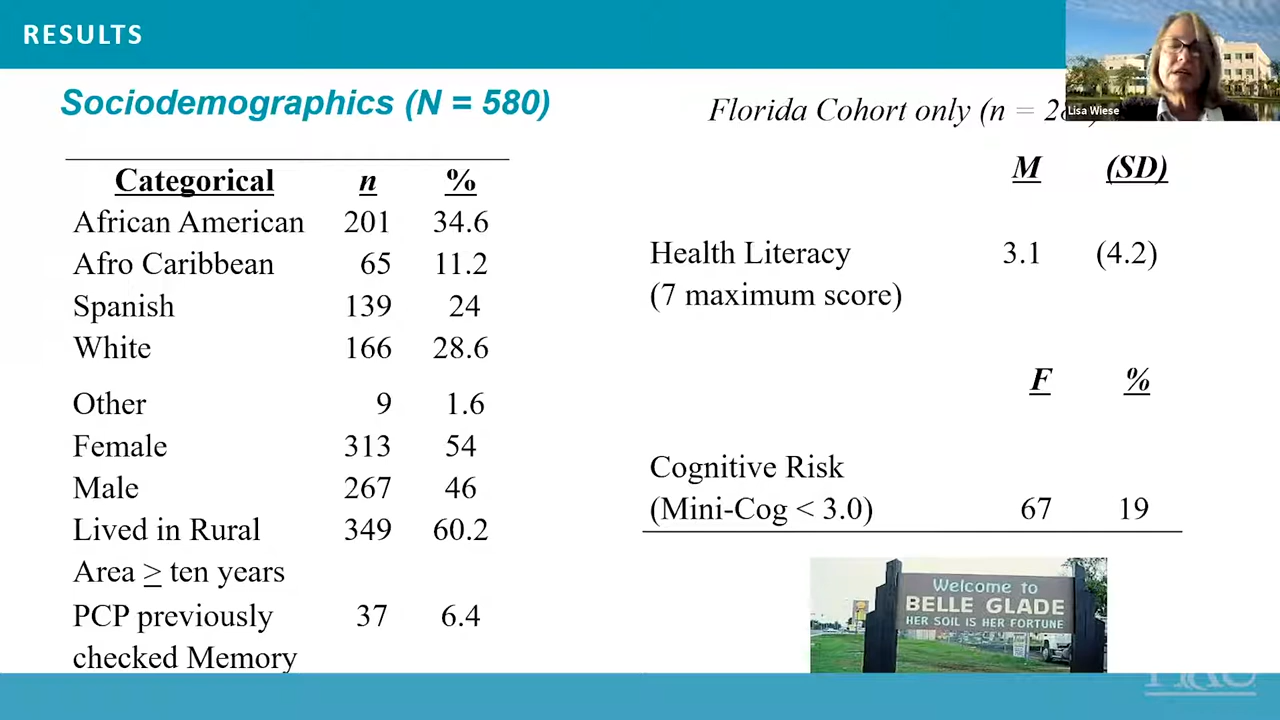 RESULTS
Sociodemographics (N = 580)
Categorical n %
African American 201 34.6
Afro Caribbean 65 11.2
Spanish 139 24
White 166 28.6
Other 9 1.6
Female 313 54
Male 267 46
Lived in Rural 349 60.2
Area ≥ ten years
PCP previously 37 6.4
checked Memory
Florida Cohort only (n =
M (SD)
Health Literacy 3.1 (4.2)
(7 maximum score)
F %
Cognitive Risk
(Mini-Cog < 3.0) 67 19
Lisa Wiese
Welcome to
BELLE GLADE
HER SOIL IS HER FORTUNE